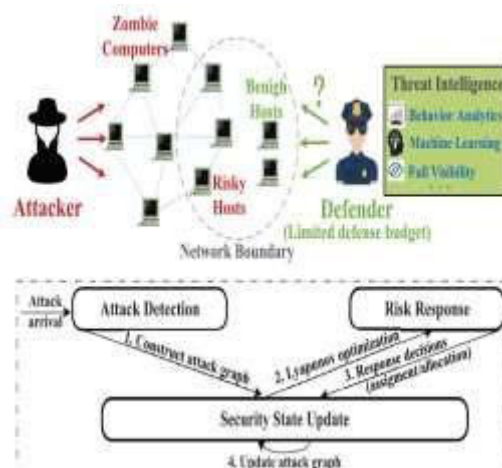 Zombie
Computers
Benigh
Hosts
?
Threat Intelligence
Behavior Analytics
Machine Learning
Full Visibility
. . .
Attacker
Risky
Hosts
Defender
(Limited defense budget)
Network Boundary
Attack
arrival
Attack Detection
Risk Response
1. Construct attack graph
2. Lyapunov optimization
3. Response decisions
(assigment/allocation)
Security State Update
4. Update attack graph